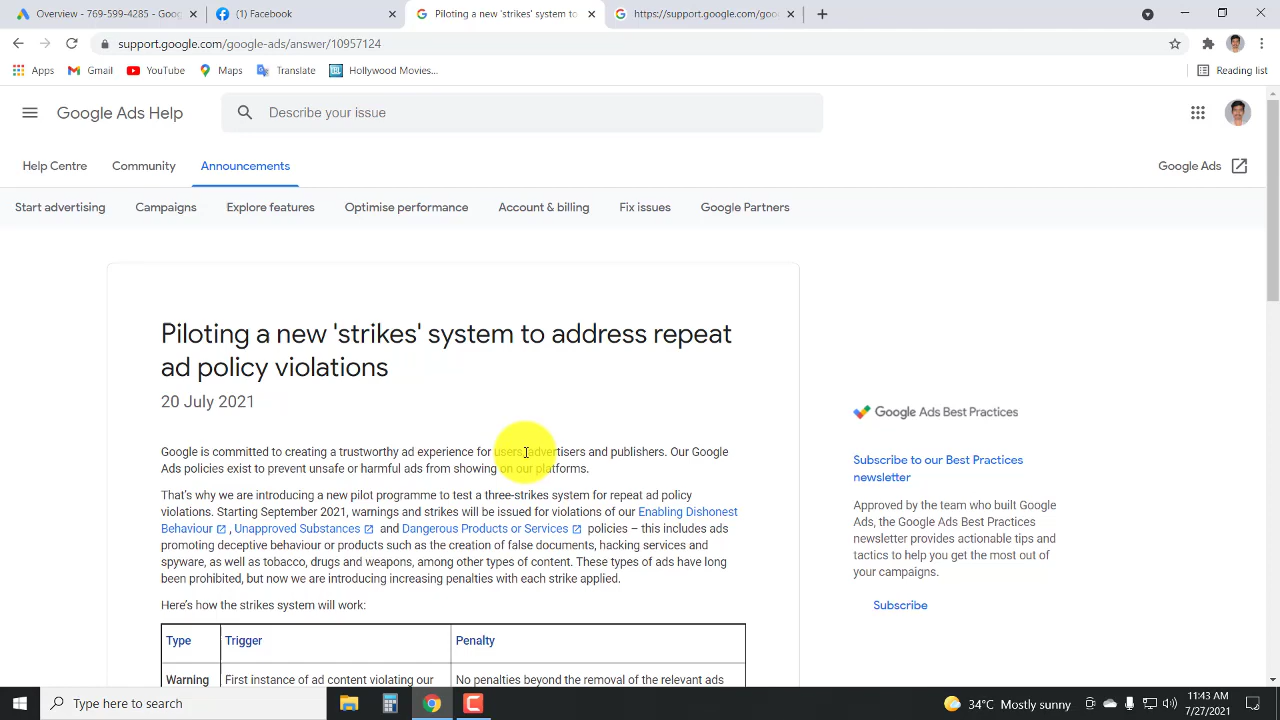 Overview - 769-599-4285 - Goog
(1) Facebook
Piloting a new 'strikes' system to
https://support.google.com/goo
support.google.com/google-ads/answer/10957124
Apps
Gmail
YouTube
Maps
Translate
Hollywood Movies...
Reading list
Google Ads Help
Describe your issue
Help Centre
Community
Announcements
Google Ads
Start advertising
Campaigns
Explore features
Optimise performance
Account & billing
Fix issues
Google Partners
Piloting a new 'strikes' system to address repeat
ad policy violations
20 July 2021
Google is committed to creating a trustworthy ad experience for users, advertisers and publishers. Our Google
Ads policies exist to prevent unsafe or harmful ads from showing on our platforms.
That's why we are introducing a new pilot programme to test a three-strikes system for repeat ad policy
violations. Starting September 2021, warnings and strikes will be issued for violations of our Enabling Dishonest
Behaviour , Unapproved Substances and Dangerous Products or Services policies – this includes ads
promoting deceptive behaviour or products such as the creation of false documents, hacking services and
spyware, as well as tobacco, drugs and weapons, among other types of content. These types of ads have long
been prohibited, but now we are introducing increasing penalties with each strike applied.
Here's how the strikes system will work:
Type
Trigger
Penalty
Warning
First instance of ad content violating our
No penalties beyond the removal of the relevant ads
Google Ads Best Practices
Subscribe to our Best Practices
newsletter
Approved by the team who built Google
Ads, the Google Ads Best Practices
newsletter provides actionable tips and
tactics to help you get the most out of
your campaigns.
Subscribe
Type here to search
34°C Mostly sunny
11:43 AM
7/27/2021